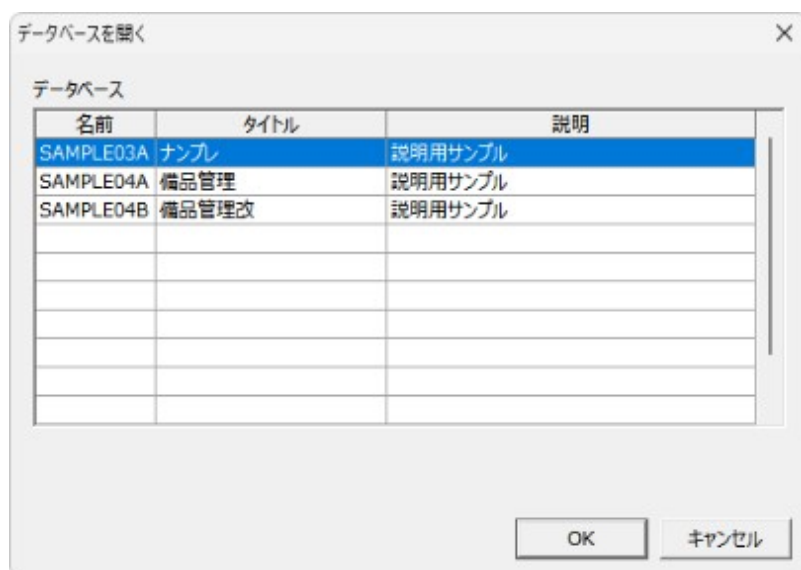 データベースを開く
データベース
名前 タイトル 説明
SAMPLE03A ナンプレ 説明用サンプル
SAMPLE04A 備品管理 説明用サンプル
SAMPLE04B 備品管理改 説明用サンプル
OK キャンセル